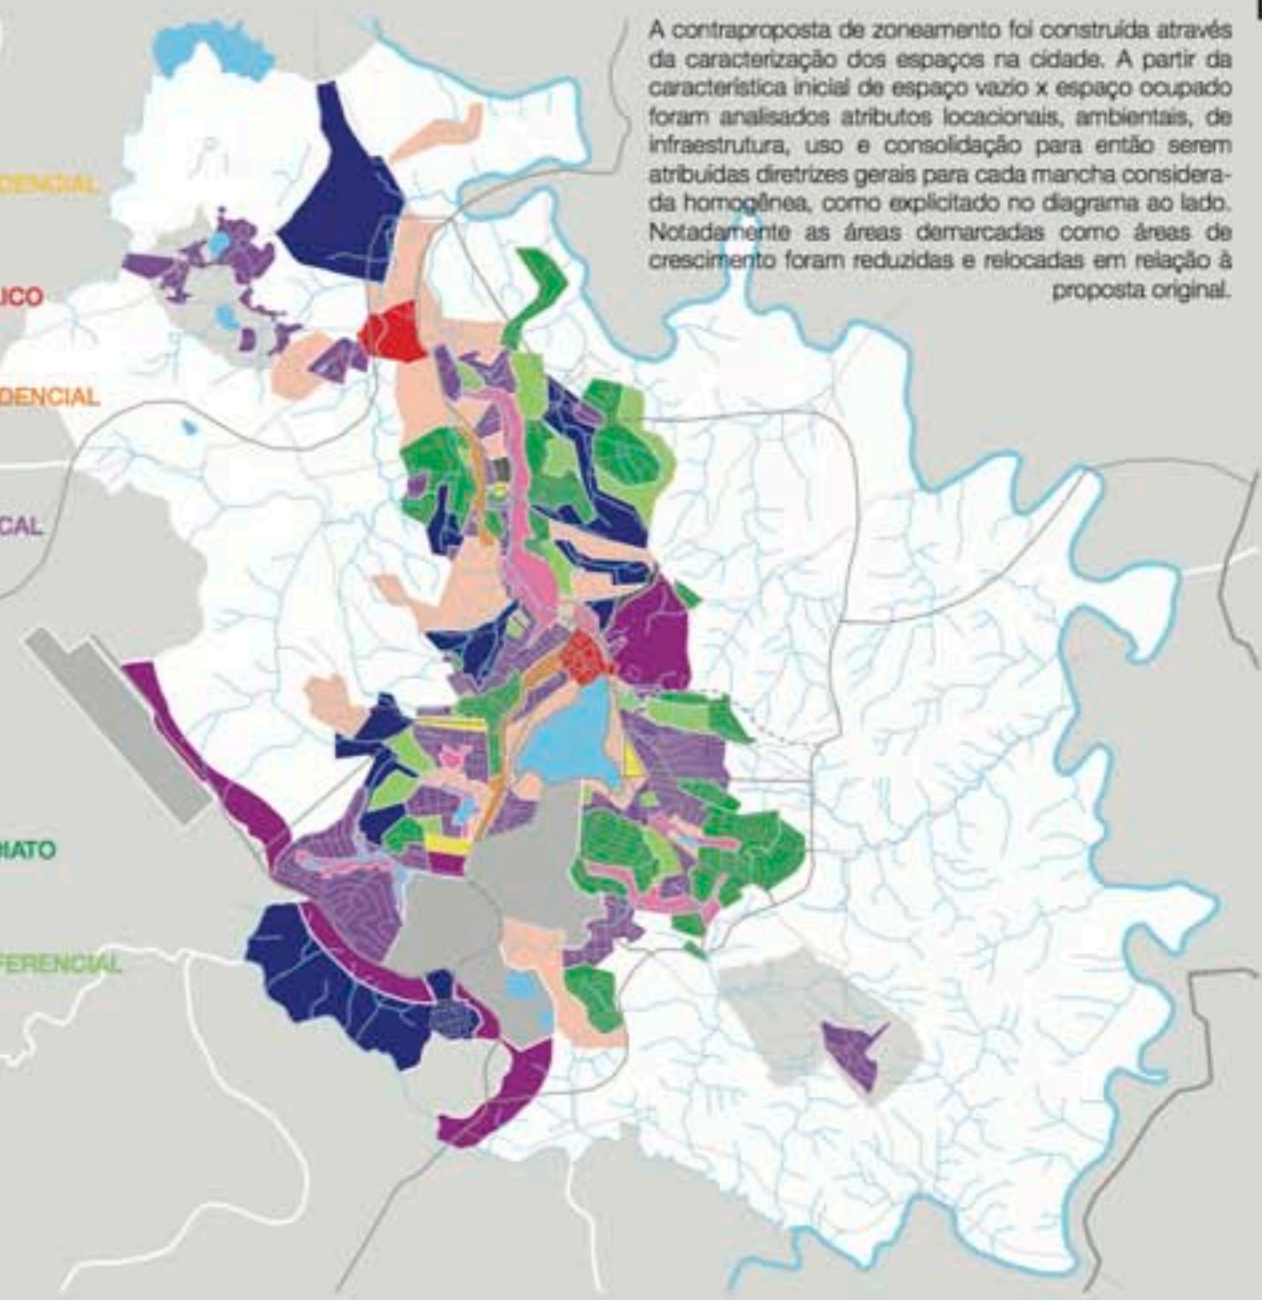 A contraproposta de zoneamento foi construída através
da caracterização dos espaços na cidade. A partir da
característica inicial de espaço vazio x espaço ocupado
foram analisados atributos locacionais, ambientais, de
infraestrutura, uso e consolidação para então serem
atribuídas diretrizes gerais para cada mancha considera-
da homogênea, como explicitado no diagrama ao lado.
Notadamente as áreas demarcadas como áreas de
crescimento foram reduzidas e relocadas em relação à
proposta original.
DENCIAL
ICO
DENCIAL
CAL
DIATO
FERENCIAL